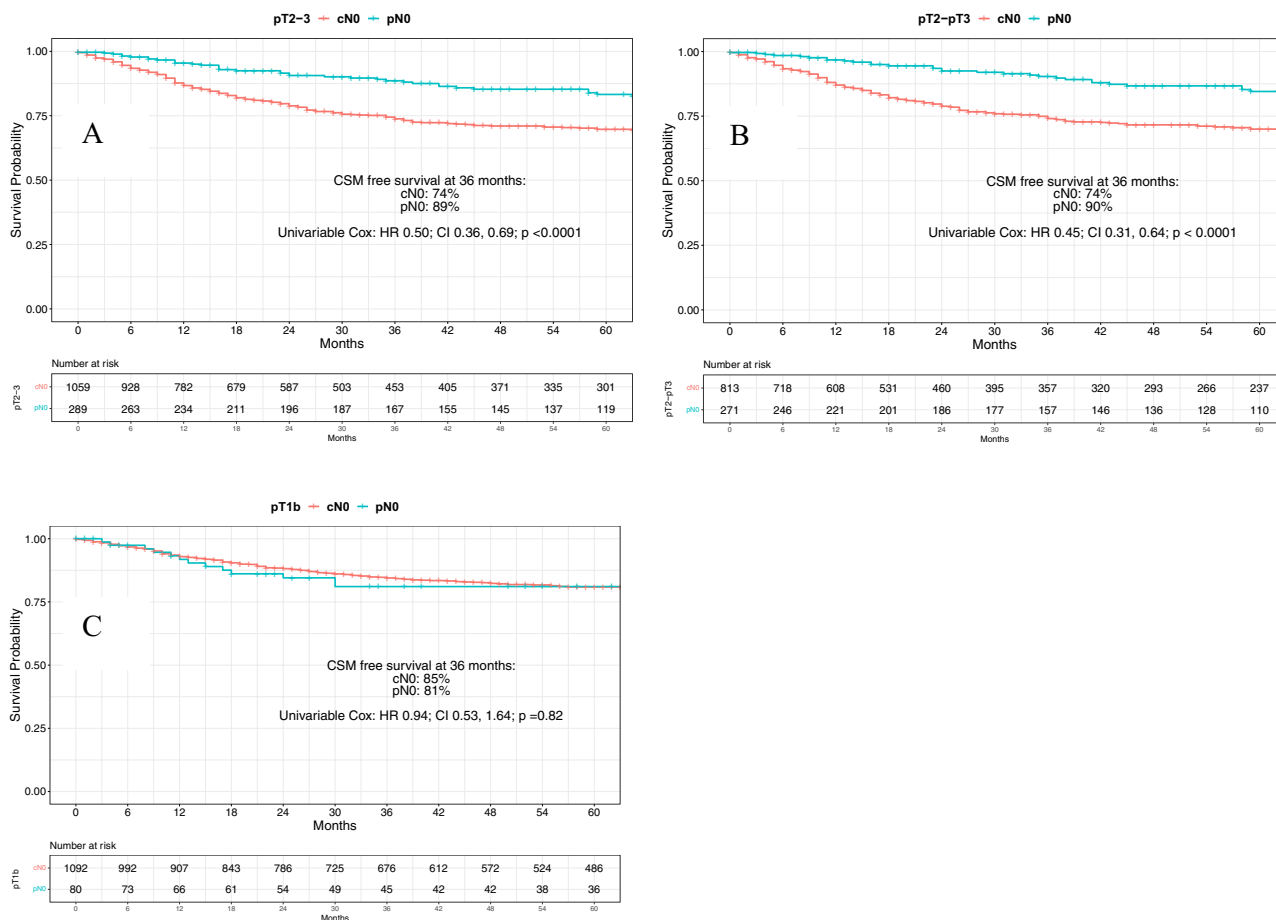 pT2−3 cN0 pN0
1.00
0.75
0.50
0.25
0.00
Survival Probability
A
CSM free survival at 36 months:
cN0: 74%
pN0: 89%
Univariable Cox: HR 0.50; CI 0.36, 0.69; p <0.0001
0 6 12 18 24 30 36 42 48 54 60
Months
Number at risk
pT2−3
cN0 1059 928 782 679 587 503 453 405 371 335 301
pN0 289 263 234 211 196 187 167 155 145 137 119
0 6 12 18 24 30 36 42 48 54 60
Months
pT2−pT3 cN0 pN0
1.00
0.75
0.50
0.25
0.00
Survival Probability
B
CSM free survival at 36 months:
cN0: 74%
pN0: 90%
Univariable Cox: HR 0.45; CI 0.31, 0.64; p < 0.0001
0 6 12 18 24 30 36 42 48 54 60
Months
Number at risk
pT2−pT3
cN0 813 718 608 531 460 395 357 320 293 266 237
pN0 271 246 221 201 186 177 157 146 136 128 110
0 6 12 18 24 30 36 42 48 54 60
Months
pT1b cN0 pN0
1.00
0.75
0.50
0.25
0.00
Survival Probability
C
CSM free survival at 36 months:
cN0: 85%
pN0: 81%
Univariable Cox: HR 0.94; CI 0.53, 1.64; p =0.82
0 6 12 18 24 30 36 42 48 54 60
Months
Number at risk
pT1b
cN0 1092 992 907 843 786 725 676 612 572 524 486
pN0 80 73 66 61 54 49 45 42 42 38 36
0 6 12 18 24 30 36 42 48 54 60
Months